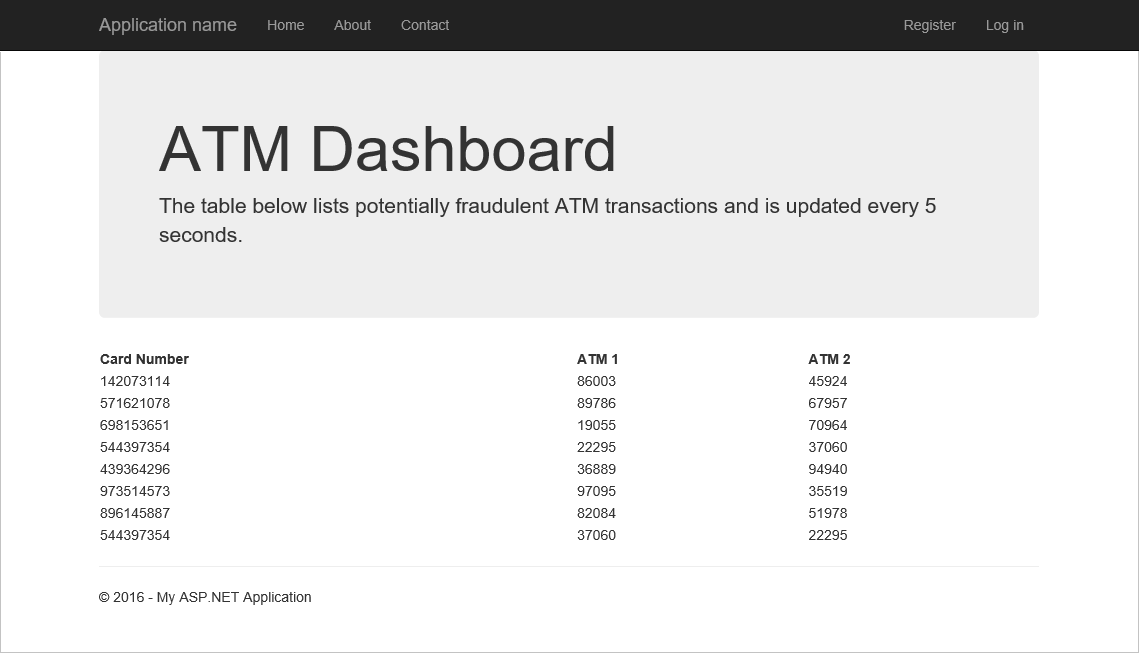 Application name Home About Contact Register Log in
ATM Dashboard
The table below lists potentially fraudulent ATM transactions and is updated every 5
seconds.
Card Number ATM 1 ATM 2
142073114 86003 45924
571621078 89786 67957
698153651 19055 70964
544397354 22295 37060
439364296 36889 94940
973514573 97095 35519
896145887 82084 51978
544397354 37060 22295
© 2016 - My ASP.NET Application